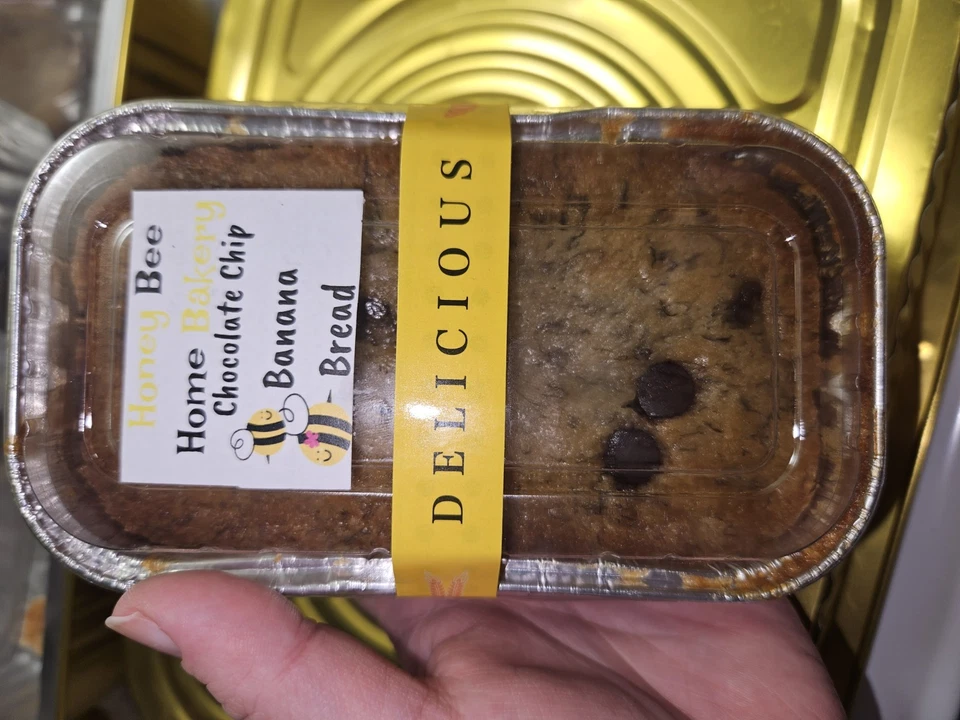 Honey Bee
Home Bakery
Chocolate Chip
Banana
Bread
DELICIOUS